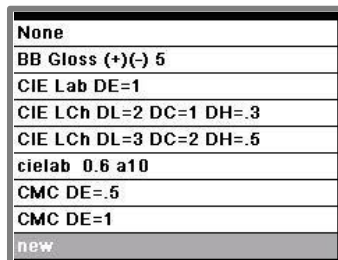 None
BB Gloss (+)(-) 5
CIE Lab DE=1
CIE LCh DL=2 DC=1 DH=.3
CIE LCh DL=3 DC=2 DH=.5
cielab 0.6 a10
CMC DE=.5
CMC DE=1
new